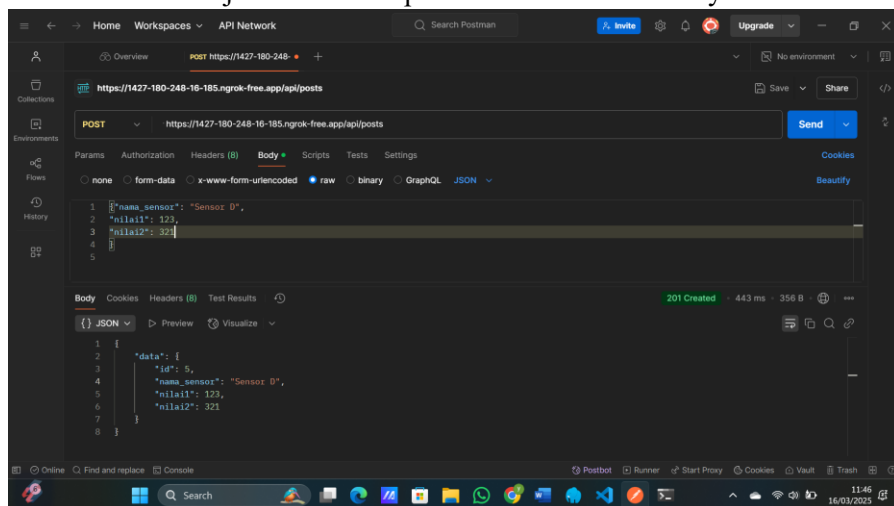 Home Workspaces API Network Search Postman Invite Upgrade
Overview POST https://1427-180-248- No environment
HTTP https://1427-180-248-16-185.ngrok-free.app/api/posts Save Share
POST https://1427-180-248-16-185.ngrok-free.app/api/posts Send
Params Authorization Headers (8) Body Scripts Tests Settings Cookies
none form-data x-www-form-urlencoded raw binary GraphQL JSON Beautify
Collections
Environments
Flows
History
1 {"nama_sensor": "Sensor D",
2 "nilai1": 123,
3 "nilai2": 321
4 }
5
Body Cookies Headers (8) Test Results 201 Created 443 ms 356 B
{} JSON Preview Visualize
1 {
2 "data": {
3 "id": 5,
4 "nama_sensor": "Sensor D",
5 "nilai1": 123,
6 "nilai2": 321
7 }
8 }
Online Find and replace Console Postbot Runner Start Proxy Cookies Vault Trash
Search 11:46
16/03/2025